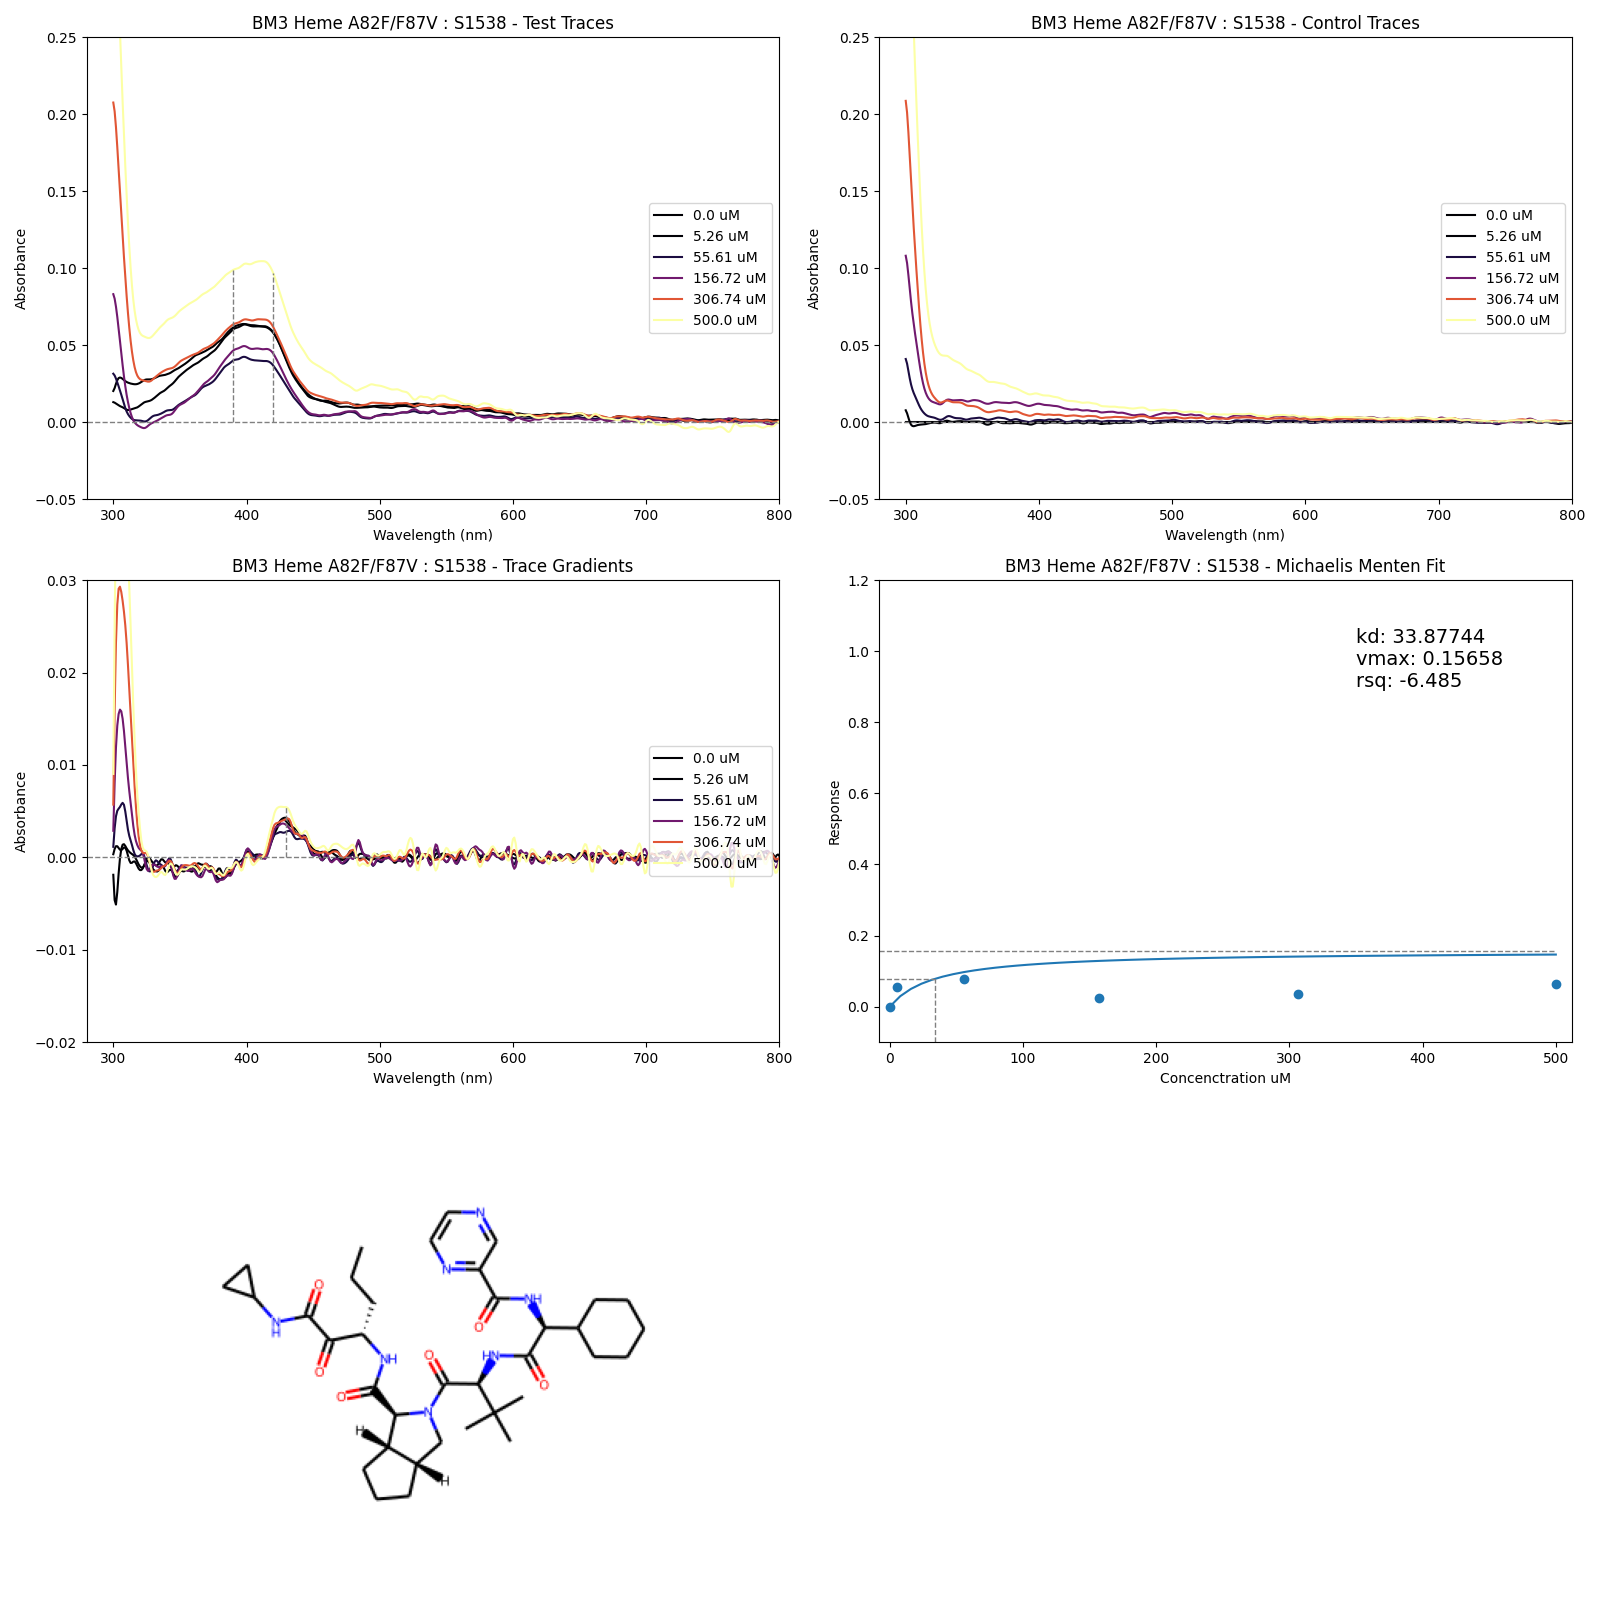 BM3 Heme A82F/F87V : S1538 - Test Traces
0.25
0.20
0.15
0.10
0.05
0.00
−0.05
Absorbance
0.0 uM
5.26 uM
55.61 uM
156.72 uM
306.74 uM
500.0 uM
300 400 500 600 700 800
Wavelength (nm)
BM3 Heme A82F/F87V : S1538 - Control Traces
0.25
0.20
0.15
0.10
0.05
0.00
−0.05
Absorbance
0.0 uM
5.26 uM
55.61 uM
156.72 uM
306.74 uM
500.0 uM
300 400 500 600 700 800
Wavelength (nm)
BM3 Heme A82F/F87V : S1538 - Trace Gradients
0.03
0.02
0.01
0.00
−0.01
−0.02
Absorbance
0.0 uM
5.26 uM
55.61 uM
156.72 uM
306.74 uM
500.0 uM
300 400 500 600 700 800
Wavelength (nm)
BM3 Heme A82F/F87V : S1538 - Michaelis Menten Fit
1.2
1.0
0.8
0.6
0.4
0.2
0.0
Response
kd: 33.87744
vmax: 0.15658
rsq: -6.485
0 100 200 300 400 500
Concenctration uM
N
N
O
NH
O
N
H
O
O
NH
O
O
HN
O
N
H
H